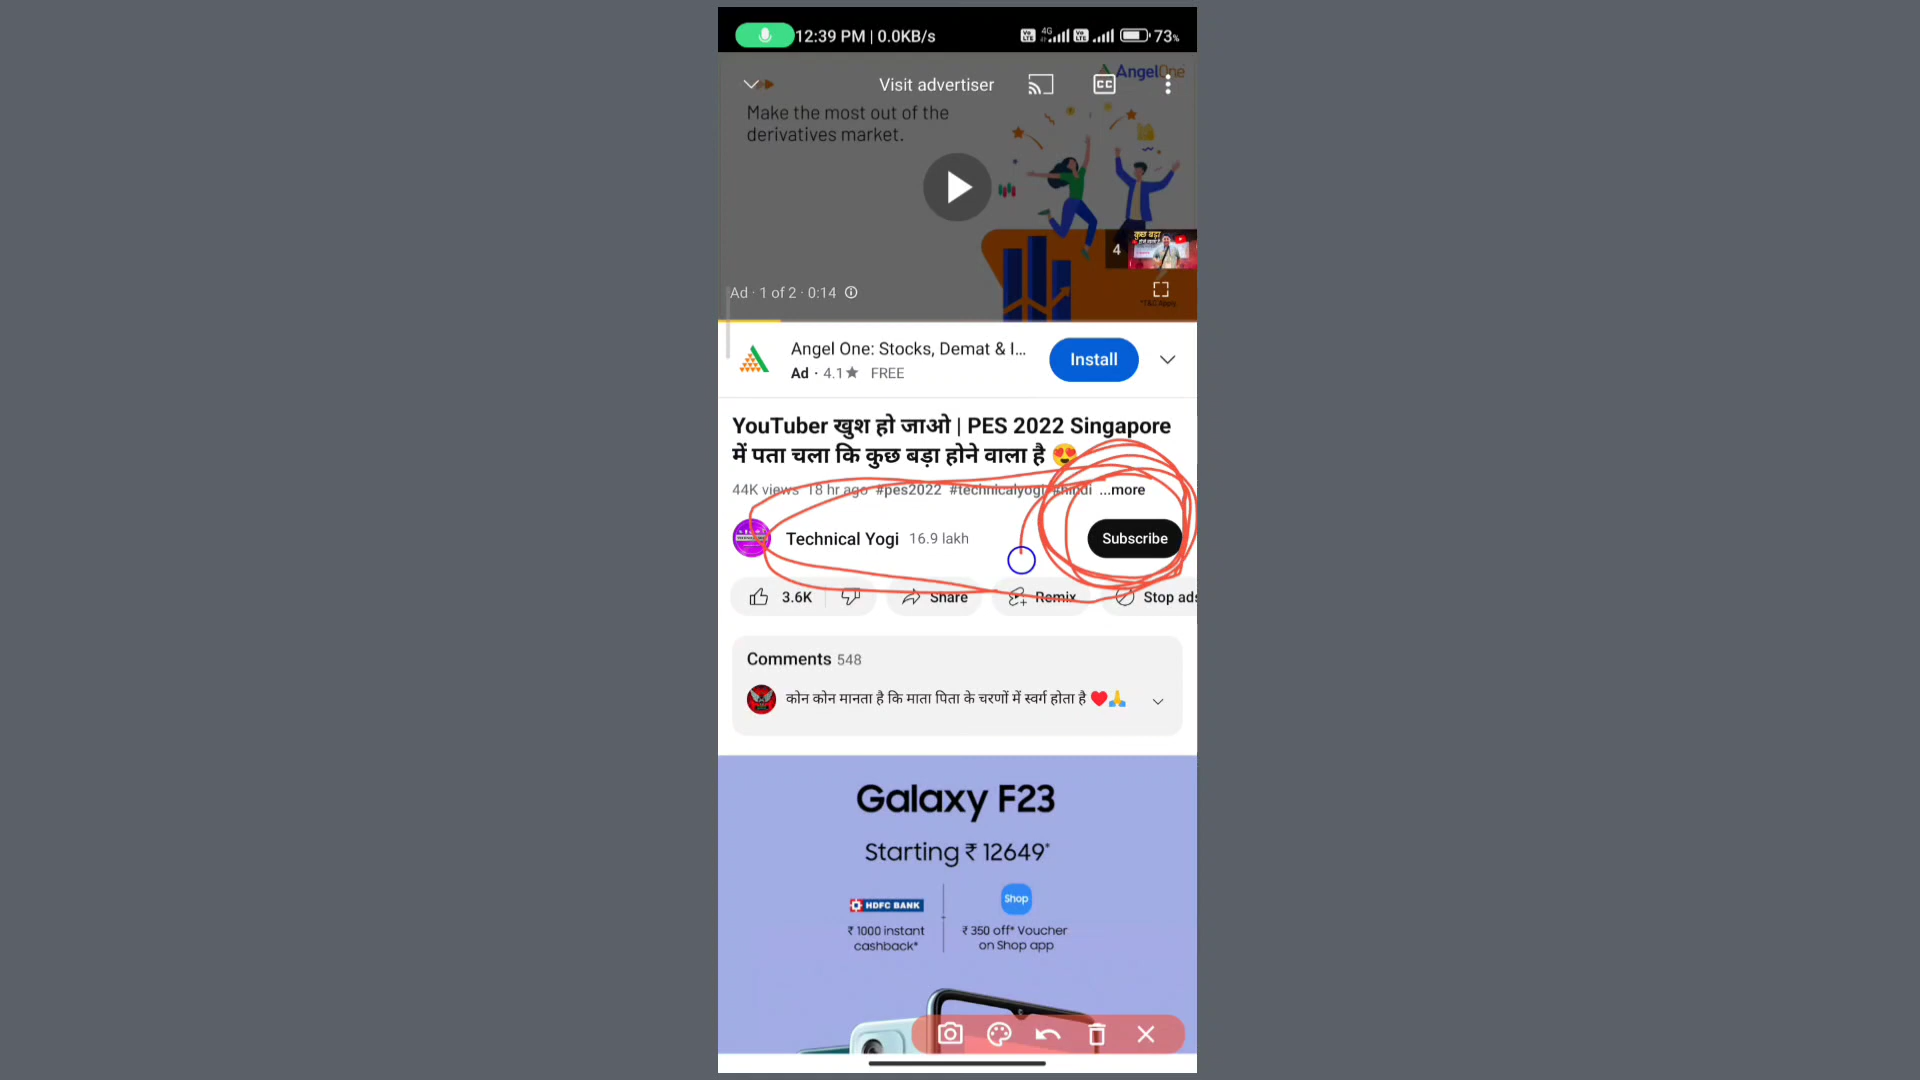 12:39 PM | 0.0KB/s
4G
73%
Visit advertiser
CC
AngelOne
Make the most out of the
derivatives market.
4
कुछ बड़ा
Ad · 1 of 2 · 0:14
Angel One: Stocks, Demat & I...
Install
Ad · 4.1★ FREE
YouTuber खुश हो जाओ | PES 2022 Singapore
में पता चला कि कुछ बड़ा होने वाला है 😍
44K views 18 hr ago #pes2022 #technicalyogi #hindi ...more
Technical Yogi 16.9 lakh
Subscribe
3.6K
Share
Remix
Stop ads
Comments 548
कोन कोन मानता है कि माता पिता के चरणों में स्वर्ग होता है ❤️🙏
Galaxy F23
Starting ₹ 12649*
HDFC BANK
Shop
₹ 1000 instant
cashback*
₹ 350 off* Voucher
on Shop app